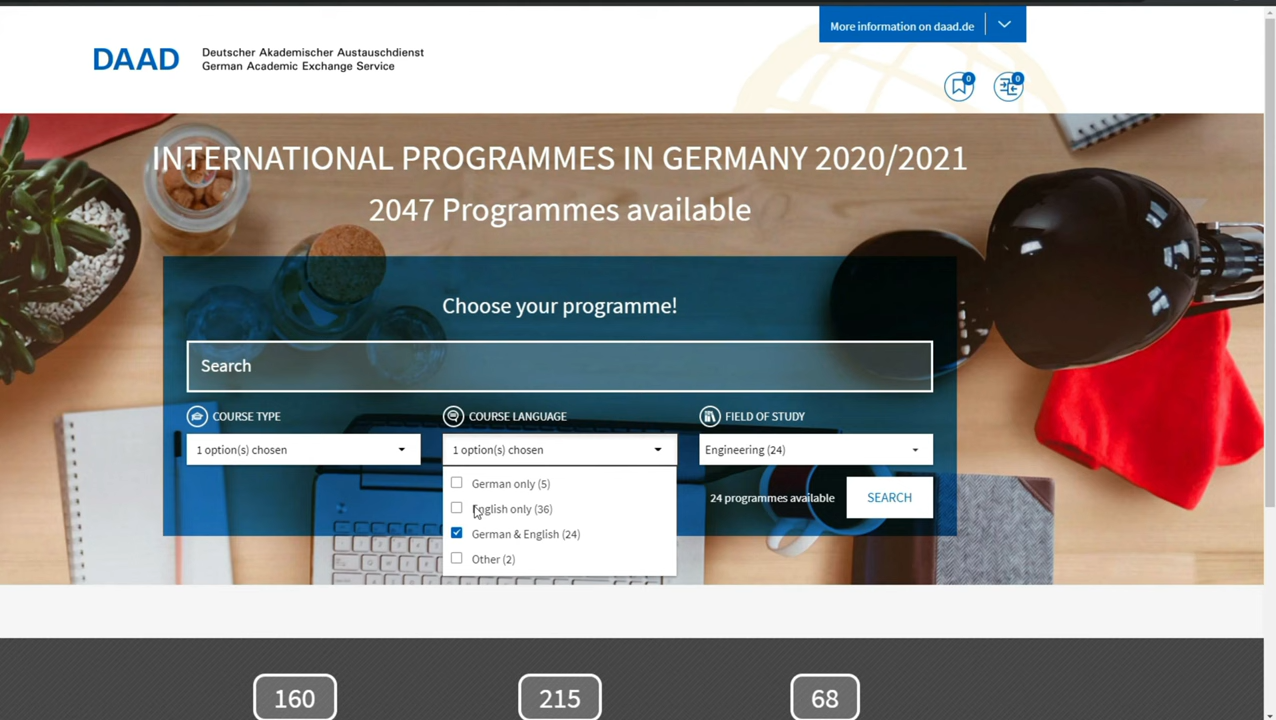 More information on daad.de
DAAD
Deutscher Akademischer Austauschdienst
German Academic Exchange Service
0
0
INTERNATIONAL PROGRAMMES IN GERMANY 2020/2021
2047 Programmes available
Choose your programme!
Search
COURSE TYPE
COURSE LANGUAGE
FIELD OF STUDY
1 option(s) chosen
1 option(s) chosen
Engineering (24)
German only (5)
English only (36)
German & English (24)
Other (2)
24 programmes available
SEARCH
160
215
68